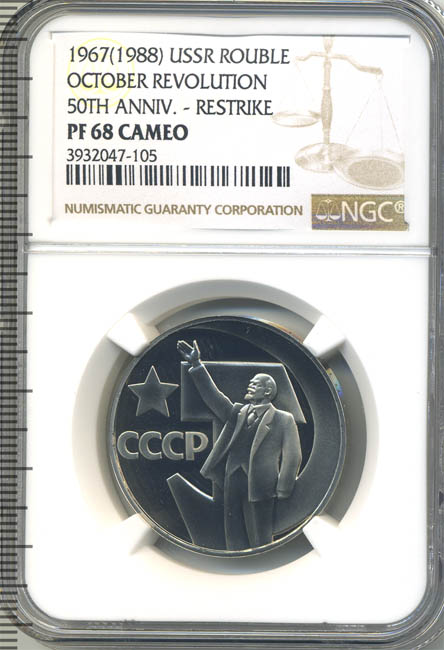 1967(1988) USSR ROUBLE
OCTOBER REVOLUTION
50TH ANNIV. - RESTRIKE
PF 68 CAMEO
3932047-105
NUMISMATIC GUARANTY CORPORATION
NGC®
СССР